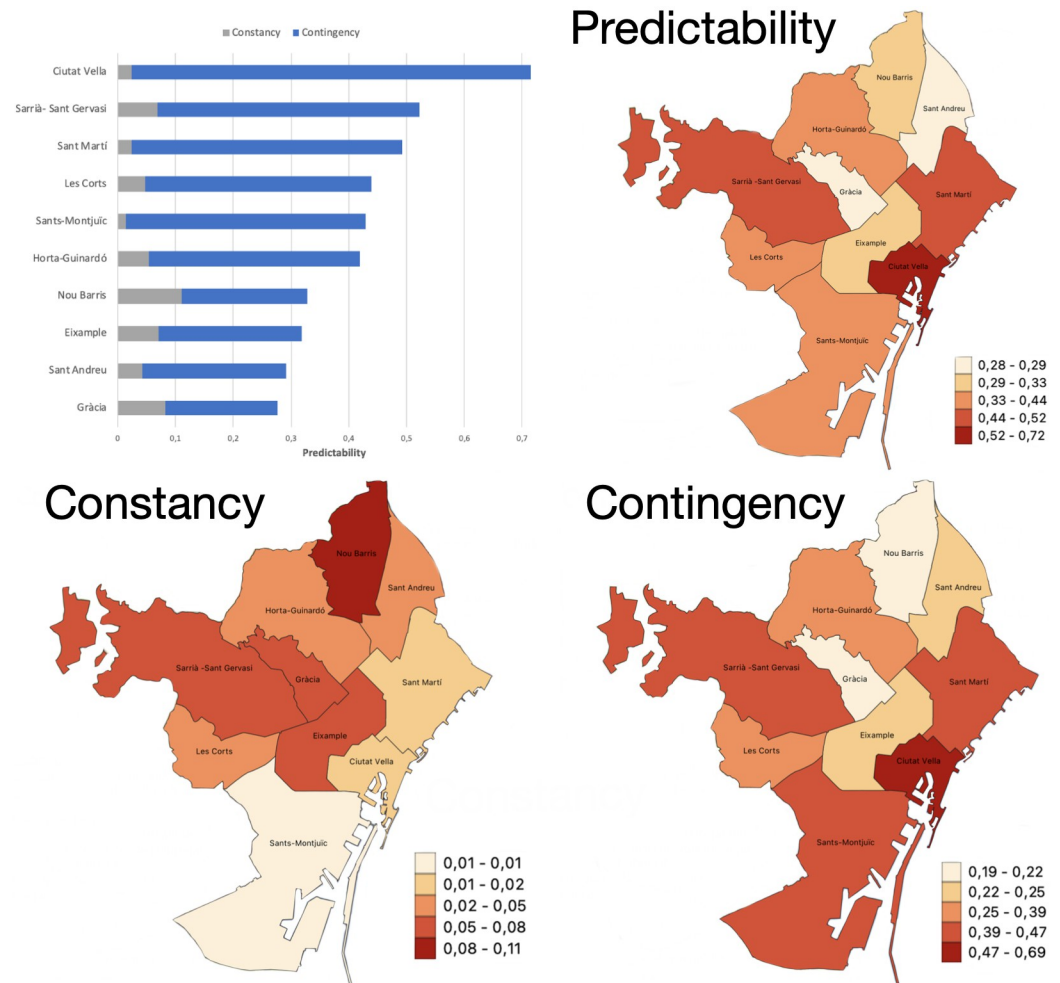 Constancy Contingency
Ciutat Vella
Sarrià- Sant Gervasi
Sant Martí
Les Corts
Sants-Montjuïc
Horta-Guinardó
Nou Barris
Eixample
Sant Andreu
Gràcia
0 0,1 0,2 0,3 0,4 0,5 0,6 0,7
Predictability
Predictability
Nou Barris
Sant Andreu
Horta-Guinardó
Sarrià -Sant Gervasi
Gràcia
Sant Martí
Eixample
Les Corts
Ciutat Vella
Sants-Montjuïc
0,28 - 0,29
0,29 - 0,33
0,33 - 0,44
0,44 - 0,52
0,52 - 0,72
Constancy
Nou Barris
Sant Andreu
Horta-Guinardó
Sarrià -Sant Gervasi
Gràcia
Sant Martí
Eixample
Les Corts
Ciutat Vella
Sants-Montjuïc
0,01 - 0,01
0,01 - 0,02
0,02 - 0,05
0,05 - 0,08
0,08 - 0,11
Contingency
Nou Barris
Sant Andreu
Horta-Guinardó
Sarrià -Sant Gervasi
Gràcia
Sant Martí
Eixample
Les Corts
Ciutat Vella
Sants-Montjuïc
0,19 - 0,22
0,22 - 0,25
0,25 - 0,39
0,39 - 0,47
0,47 - 0,69